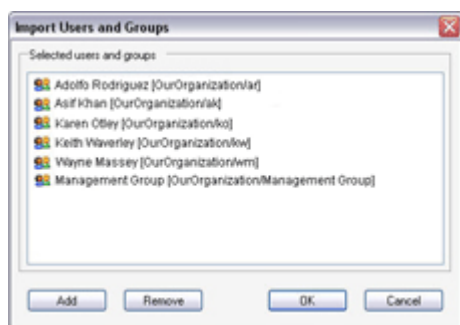 Import Users and Groups
Selected users and groups
Adolfo Rodriguez [OurOrganization/ar]
Asif Khan [OurOrganization/ak]
Karen Otley [OurOrganization/ko]
Keith Waverley [OurOrganization/kw]
Wayne Massey [OurOrganization/wm]
Management Group [OurOrganization/Management Group]
Add Remove OK Cancel